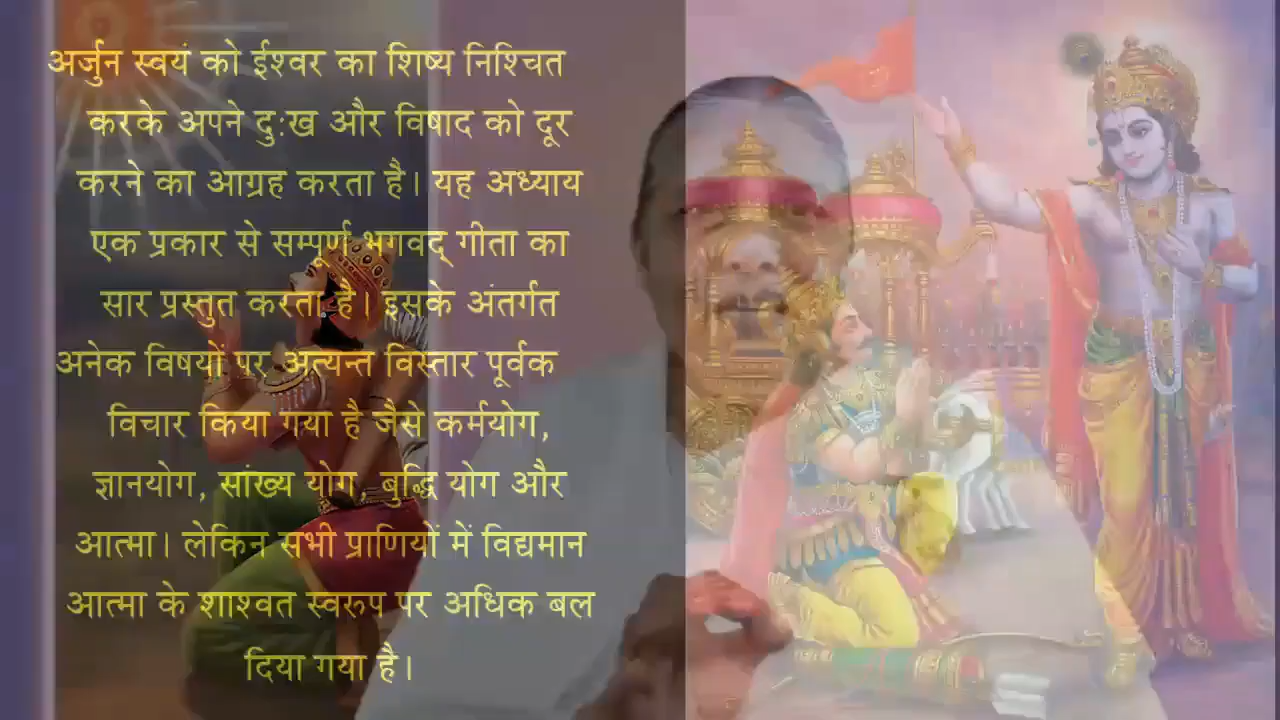 अर्जुन स्वयं को ईश्वर का शिष्य निश्चित
करके अपने दुःख और विषाद को दूर
करने का आग्रह करता है। यह अध्याय
एक प्रकार से सम्पूर्ण भगवद् गीता का
सार प्रस्तुत करता है। इसके अंतर्गत
अनेक विषयों पर अत्यन्त विस्तार पूर्वक
विचार किया गया है जैसे कर्मयोग,
ज्ञानयोग, सांख्य योग, बुद्धि योग और
आत्मा। लेकिन सभी प्राणियों में विद्यमान
आत्मा के शाश्वत स्वरुप पर अधिक बल
दिया गया है।